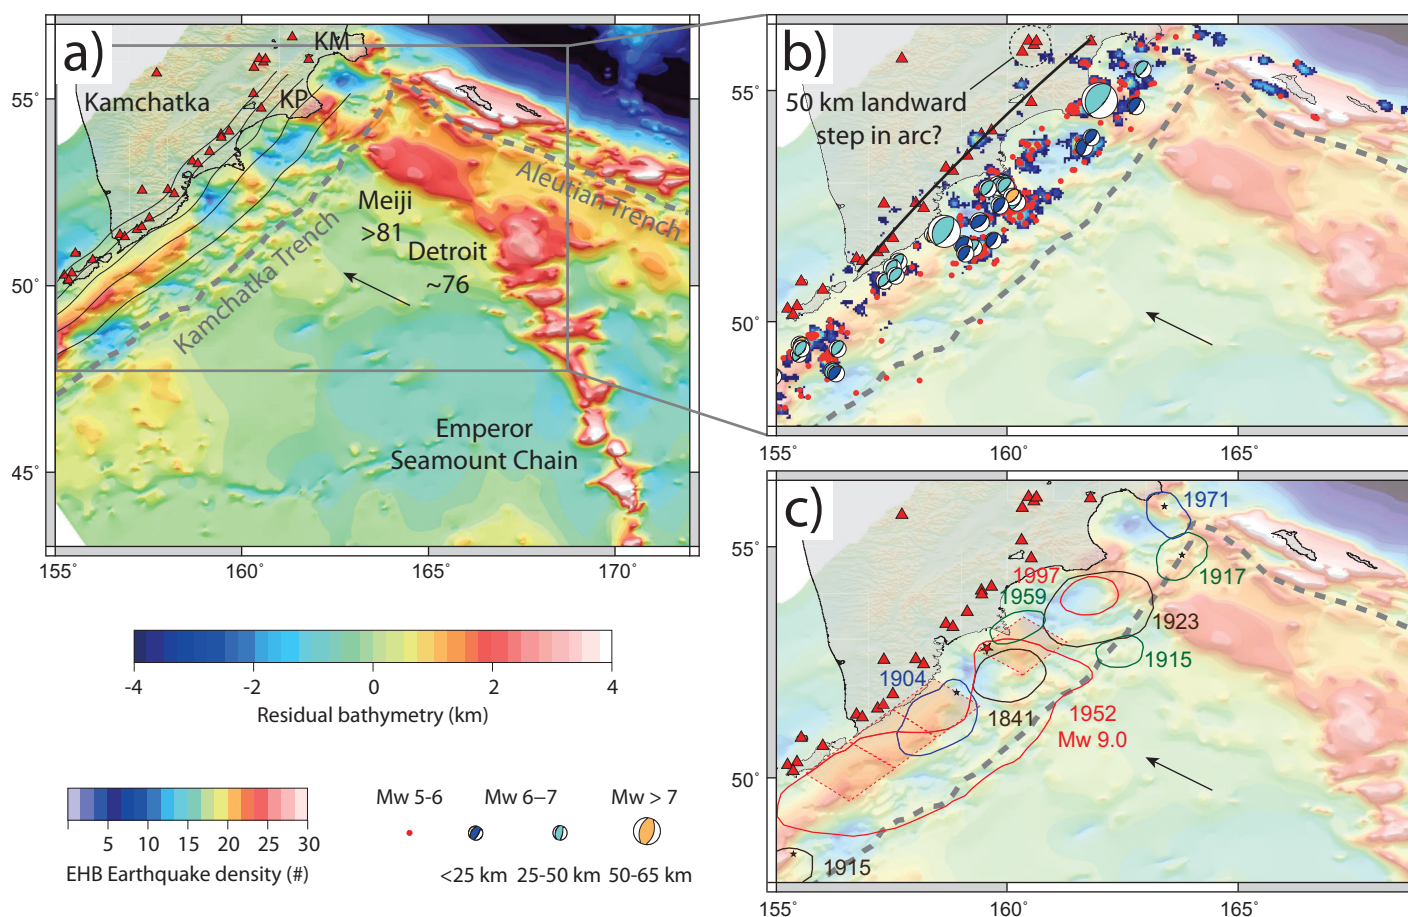 a)
KM
KP
Kamchatka
55°
50°
45°
Meiji
>81
Detroit
~76
Aleutian Trench
Kamchatka Trench
Emperor
Seamount Chain
155°
160°
165°
170°
b)
50 km landward
step in arc?
55°
50°
155°
160°
165°
c)
1971
1917
1997
1959
1923
1915
1904
1841
1952
Mw 9.0
1915
55°
50°
155°
160°
165°
-4
-2
0
2
4
Residual bathymetry (km)
5
10
15
20
25
30
EHB Earthquake density (#)
Mw 5-6
Mw 6–7
Mw > 7
<25 km
25-50 km
50-65 km